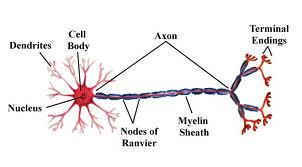 Terminal
Endings
Cell
Body
Axon
Dendrites
Nucleus
Nodes of
Ranvier
Myelin
Sheath